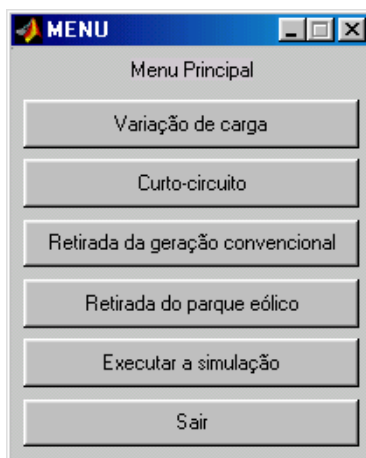 MENU
Menu Principal
Variação de carga
Curto-circuito
Retirada da geração convencional
Retirada do parque eólico
Executar a simulação
Sair